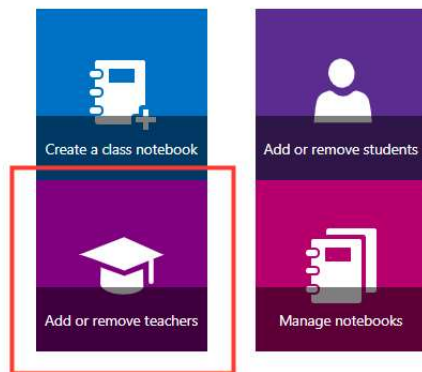 Create a class notebook
Add or remove students
Add or remove teachers
Manage notebooks